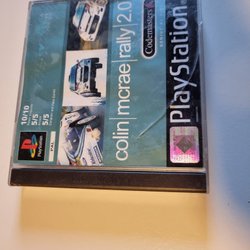 colin|mcrae|rally|2.0
Codemasters
PlayStation
10/10
5/5
5/5
PAL